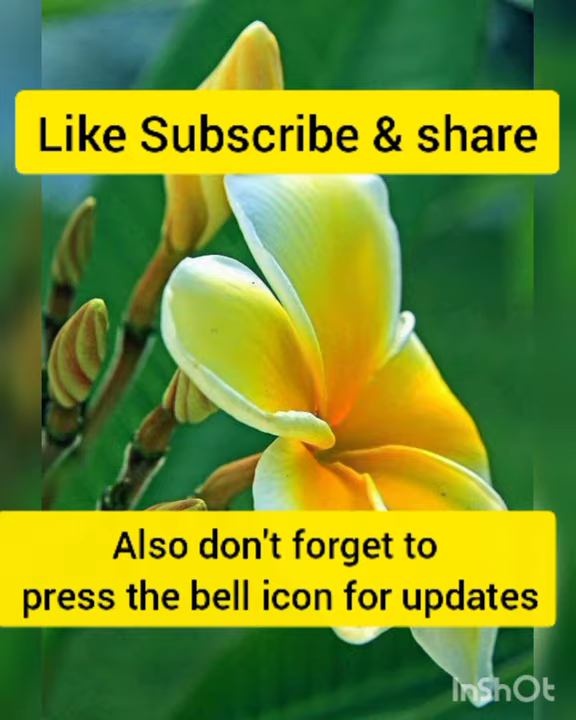 Like Subscribe & share
Also don't forget to
press the bell icon for updates
InShOt